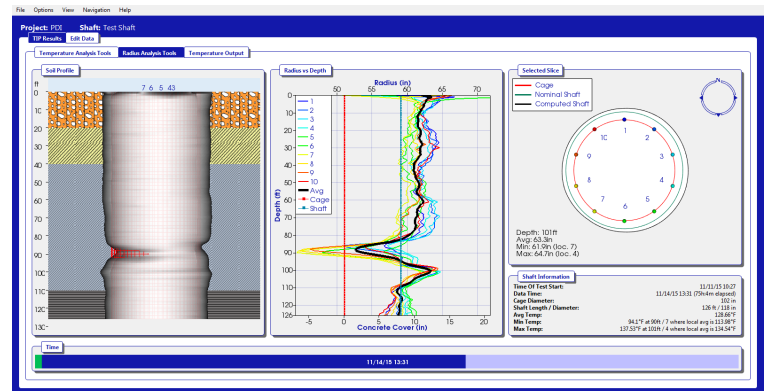 File Options View Navigation Help
Project: PDI Shaft: Test Shaft
TIP Results Edit Data
Temperature Analysis Tools Radius Analysis Tools Temperature Output
Soil Profile
ft
7 6 5 43
0
10
20
30
40
50
60
70
80
90
100
110
120
130
Radius vs Depth
Radius (in)
50 55 60 65 70
0
10
20
30
40
50
60
70
80
90
100
110
120
126
Depth (ft)
1
2
3
4
5
6
7
8
9
10
Avg
Cage
Shaft
-5 0 5 10 15 20
Concrete Cover (in)
Selected Slice
Cage
Nominal Shaft
Computed Shaft
N
1
10 2
9 3
8 4
7 5
6
Depth: 101ft
Avg: 63.3in
Min: 61.9in (loc. 7)
Max: 64.7in (loc. 4)
Shaft Information
Time Of Test Start: 11/11/15 10:27
Data Time: 11/14/15 13:31 (75h:4m elapsed)
Cage Diameter: 102 in
Shaft Length / Diameter: 126 ft / 118 in
Avg Temp: 128.66°F
Min Temp: 94.1°F at 90ft / 7 where local avg is 113.98°F
Max Temp: 137.53°F at 101ft / 4 where local avg is 134.54°F
Time
11/14/15 13:31